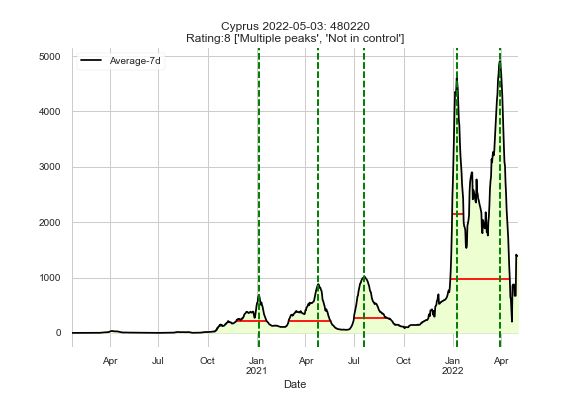 Cyprus 2022-05-03: 480220
Rating:8 ['Multiple peaks', 'Not in control']
Average-7d
5000
4000
3000
2000
1000
0
Apr Jul Oct Jan Apr Jul Oct Jan Apr
2021 2022
Date